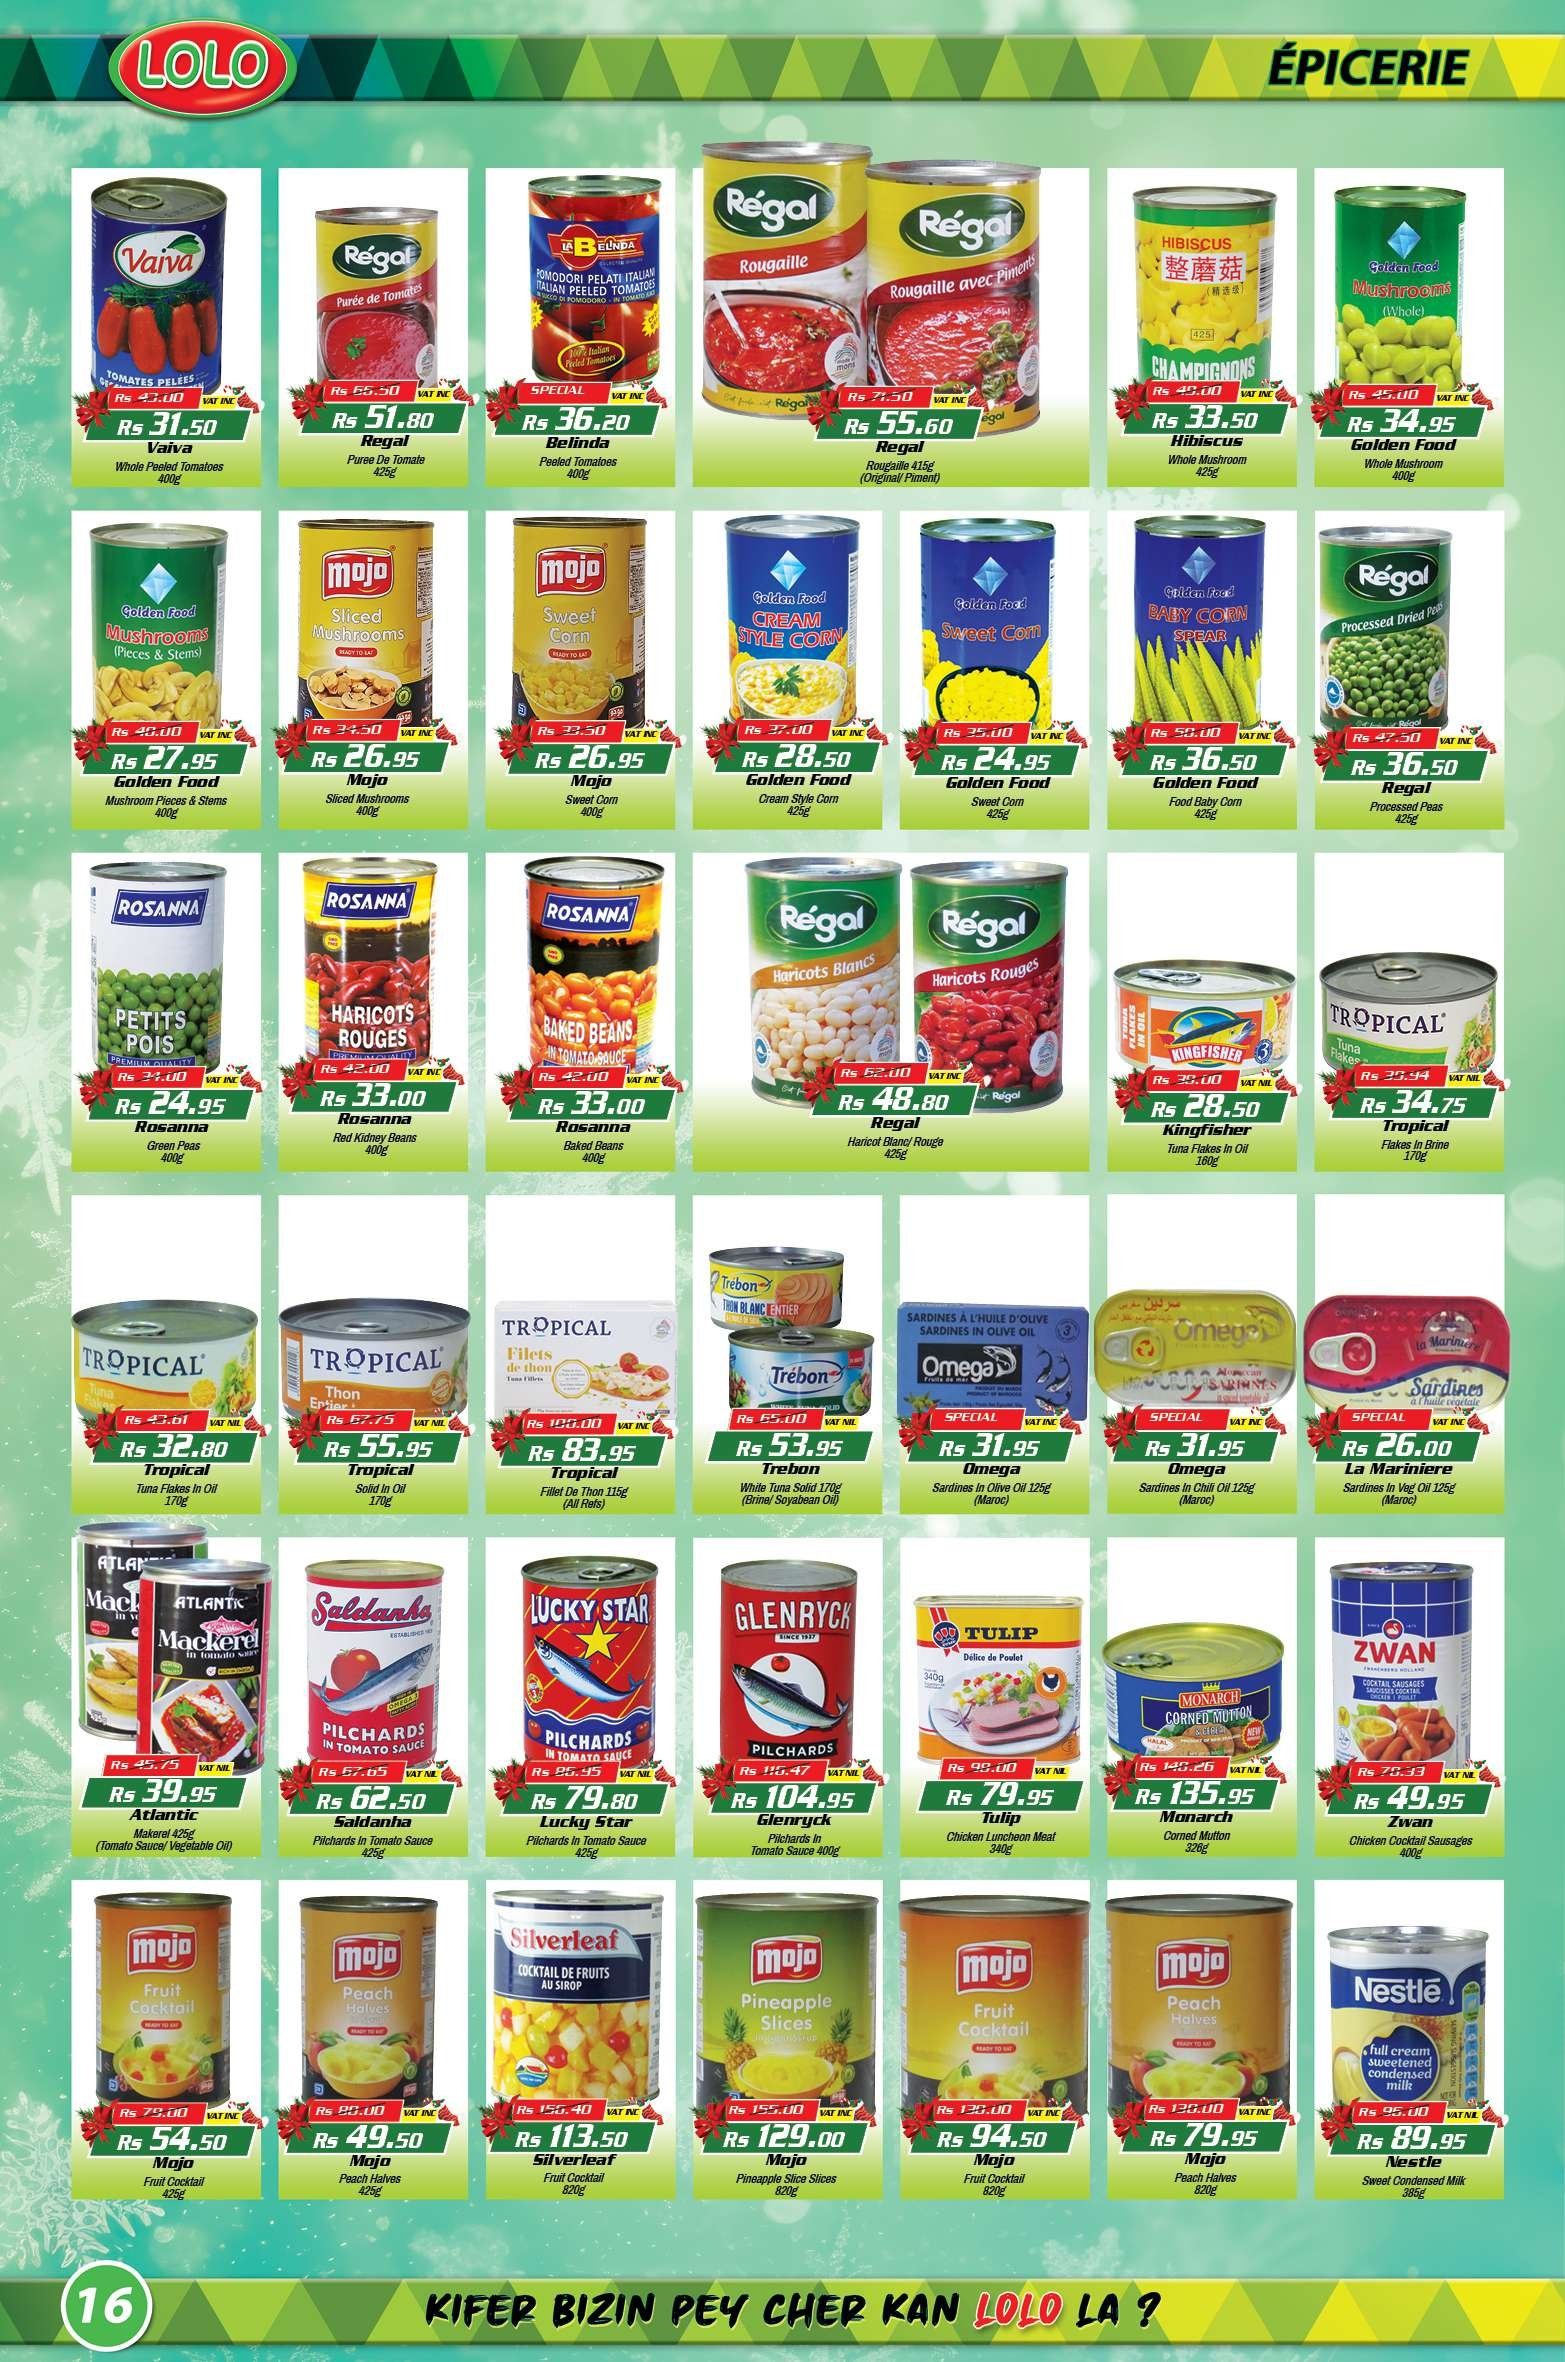 LOLO
ÉPICERIE
Vaiva
TOMATES PELÉES
Rs 43.00 VAT INC
Rs 31.50
Vaiva
Whole Peeled Tomatoes
400g
Régal
Purée de Tomates
Rs 65.50 VAT INC
Rs 51.80
Regal
Puree De Tomate
425g
LA BELINDA
POMODORI PELATI ITALIANI
ITALIAN PEELED TOMATOES
IN SUCCO DI POMODORO - IN TOMATO JUICE
100% Italian
Peeled Tomatoes
SPECIAL VAT INC
Rs 36.20
Belinda
Peeled Tomatoes
400g
Régal
Rougaille
Régal
Rougaille avec Piments
Rs 71.50 VAT INC
Rs 55.60
Regal
Rougaille 415g
(Original/ Piment)
HIBISCUS
整蘑菇
(精选级)
425
CHAMPIGNONS
Rs 49.00 VAT INC
Rs 33.50
Hibiscus
Whole Mushroom
425g
Golden Food
Mushrooms
(Whole)
Rs 45.00 VAT INC
Rs 34.95
Golden Food
Whole Mushroom
400g
Golden Food
Mushrooms
(Pieces & Stems)
Rs 40.00 VAT INC
Rs 27.95
Golden Food
Mushroom Pieces & Stems
400g
mojo
Sliced
Mushrooms
READY TO EAT
Rs 34.50 VAT INC
Rs 26.95
Mojo
Sliced Mushrooms
400g
mojo
Sweet
Corn
READY TO EAT
Rs 33.50 VAT INC
Rs 26.95
Mojo
Sweet Corn
400g
Golden Food
CREAM
STYLE CORN
Rs 37.00 VAT INC
Rs 28.50
Golden Food
Cream Style Corn
425g
Golden Food
Sweet Corn
Rs 35.00 VAT INC
Rs 24.95
Golden Food
Sweet Corn
425g
Golden Food
BABY CORN
SPEAR
Rs 50.00 VAT INC
Rs 36.50
Golden Food
Food Baby Corn
425g
Régal
Processed Dried Peas
Rs 47.50 VAT INC
Rs 36.50
Regal
Processed Peas
425g
ROSANNA
PETITS
POIS
PREMIUM QUALITY
Rs 34.00 VAT INC
Rs 24.95
Rosanna
Green Peas
400g
ROSANNA
HARICOTS
ROUGES
PREMIUM QUALITY
Rs 42.00 VAT INC
Rs 33.00
Rosanna
Red Kidney Beans
400g
ROSANNA
BAKED BEANS
IN TOMATO SAUCE
Rs 42.00 VAT INC
Rs 33.00
Rosanna
Baked Beans
400g
Régal
Haricots Blancs
Régal
Haricots Rouges
Rs 62.00 VAT INC
Rs 48.80
Regal
Haricot Blanc/ Rouge
425g
TUNA FLAKES IN OIL
KINGFISHER
Rs 39.00 VAT NIL
Rs 28.50
Kingfisher
Tuna Flakes In Oil
160g
TROPICAL
Tuna
Flakes
Rs 39.94 VAT NIL
Rs 34.75
Tropical
Flakes In Brine
170g
TROPICAL
Tuna
Flakes
Rs 43.61 VAT NIL
Rs 32.80
Tropical
Tuna Flakes In Oil
170g
TROPICAL
Thon
Entier
Rs 67.75 VAT NIL
Rs 55.95
Tropical
Solid In Oil
170g
TROPICAL
Filets
de thon
Tuna Fillets
Rs 100.00 VAT INC
Rs 83.95
Tropical
Fillet De Thon 115g
(All Refs)
Trébon
THON BLANC ENTIER
Trébon
WHITE TUNA SOLID
Rs 65.00 VAT NIL
Rs 53.95
Trebon
White Tuna Solid 170g
(Brine/ Soyabean Oil)
SARDINES À L'HUILE D'OLIVE
SARDINES IN OLIVE OIL
Omega
Fruits de mer
SPECIAL VAT INC
Rs 31.95
Omega
Sardines In Olive Oil 125g
(Maroc)
سردين مغربي
Omega
Moroccan
SARDINES
SPECIAL VAT INC
Rs 31.95
Omega
Sardines In Chili Oil 125g
(Maroc)
la Marinière
Sardines
à l'huile végétale
SPECIAL VAT INC
Rs 26.00
La Mariniere
Sardines In Veg Oil 125g
(Maroc)
ATLANTIC
ATLANTIC
Mackerel
in tomato sauce
Rs 45.75 VAT NIL
Rs 39.95
Atlantic
Makerel 425g
(Tomato Sauce/ Vegetable Oil)
Saldanha
PILCHARDS
IN TOMATO SAUCE
Rs 67.65 VAT NIL
Rs 62.50
Saldanha
Pilchards In Tomato Sauce
425g
LUCKY STAR
PILCHARDS
IN TOMATO SAUCE
Rs 86.95 VAT NIL
Rs 79.80
Lucky Star
Pilchards In Tomato Sauce
425g
GLENRYCK
SINCE 1937
PILCHARDS
Rs 116.47 VAT NIL
Rs 104.95
Glenryck
Pilchards In
Tomato Sauce 400g
TULIP
Délice de Poulet
340g
Rs 98.00 VAT NIL
Rs 79.95
Tulip
Chicken Luncheon Meat
340g
MONARCH
CORNED MUTTON
& CEREAL
HALAL
NEW
Rs 148.26 VAT NIL
Rs 135.95
Monarch
Corned Mutton
326g
ZWAN
ZWANENBERG HOLLAND
COCKTAIL SAUSAGES
SAUCISSES COCKTAIL
CHICKEN | POULET
Rs 78.33 VAT NIL
Rs 49.95
Zwan
Chicken Cocktail Sausages
400g
mojo
Fruit
Cocktail
READY TO EAT
Rs 79.00 VAT INC
Rs 54.50
Mojo
Fruit Cocktail
425g
mojo
Peach
Halves
READY TO EAT
Rs 80.00 VAT INC
Rs 49.50
Mojo
Peach Halves
425g
Silverleaf
COCKTAIL DE FRUITS
AU SIROP
Rs 156.40 VAT INC
Rs 113.50
Silverleaf
Fruit Cocktail
820g
mojo
Pineapple
Slices
Rs 155.00 VAT INC
Rs 129.00
Mojo
Pineapple Slice Slices
820g
mojo
Fruit
Cocktail
READY TO EAT
Rs 130.00 VAT INC
Rs 94.50
Mojo
Fruit Cocktail
820g
mojo
Peach
Halves
READY TO EAT
Rs 130.00 VAT INC
Rs 79.95
Mojo
Peach Halves
820g
Nestlé
full cream
sweetened
condensed
milk
Rs 96.00 VAT NIL
Rs 89.95
Nestle
Sweet Condensed Milk
385g
16
KIFER BIZIN PEY CHER KAN LOLO LA ?